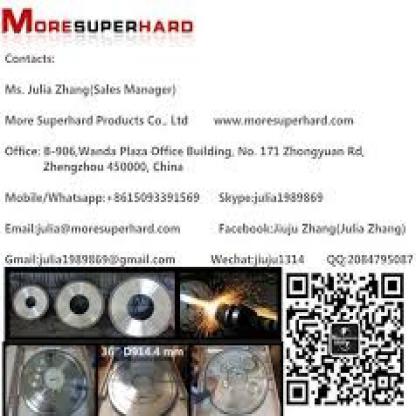 MORESUPERHARD
Contacts:
Ms. Julia Zhang(Sales Manager)
More Superhard Products Co., Ltd www.moresuperhard.com
Office: B-906,Wanda Plaza Office Building, No. 171 Zhongyuan Rd,
Zhengzhou 450000, China
Mobile/Whatsapp:+8615093391569 Skype:julia1989869
Email:julia@moresuperhard.com Facebook:Jiuju Zhang(Julia Zhang)
Gmail:julia1989869@gmail.com Wechat:jiuju1314 QQ:2084795087
36" D914.4 mm